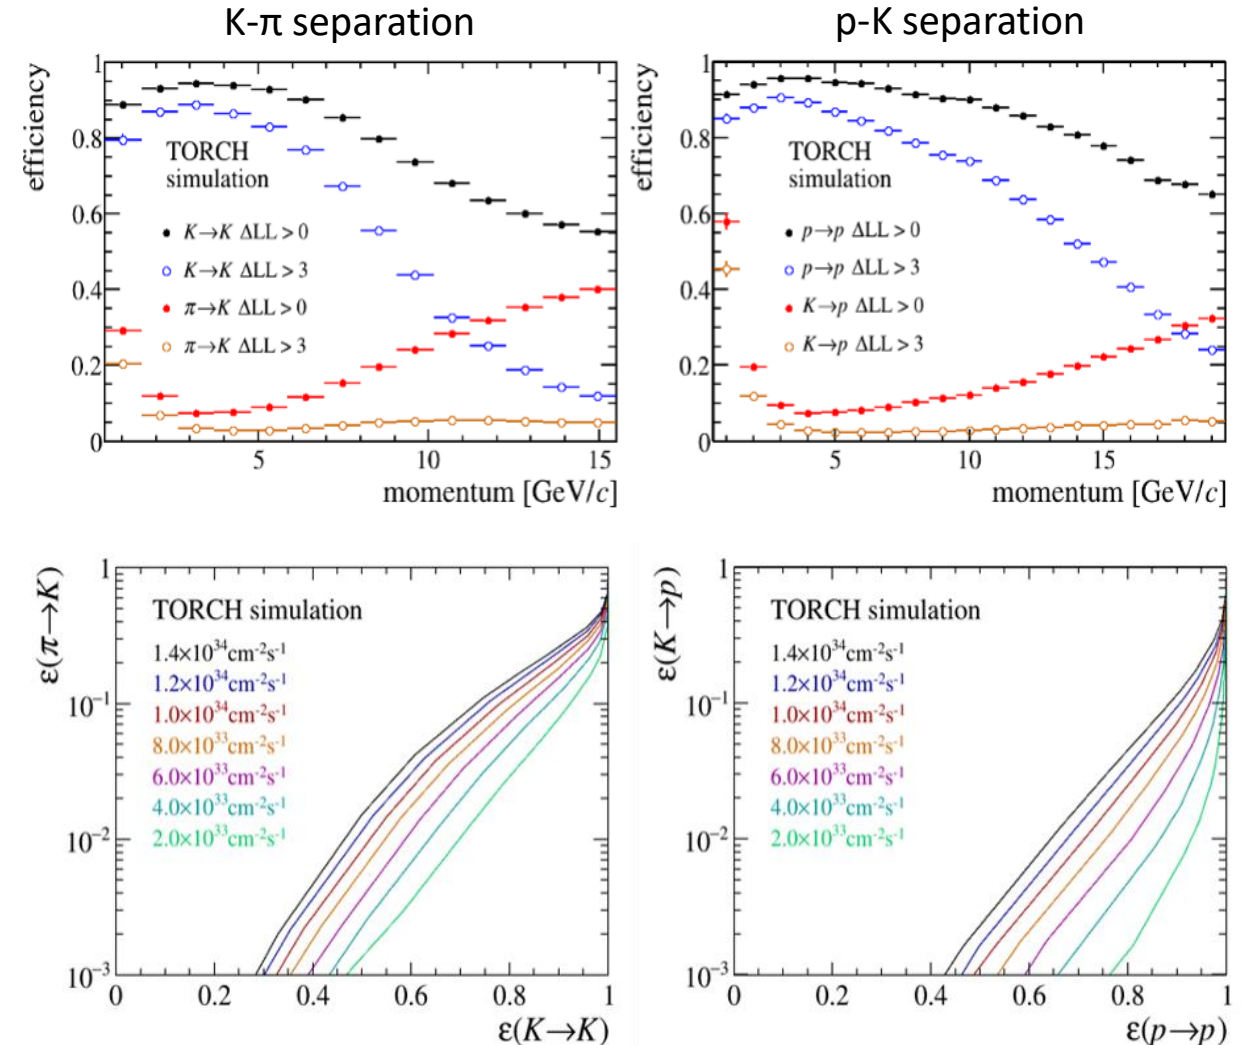 K-π separation
p-K separation
efficiency
1
0.8
0.6
0.4
0.2
0
TORCH
simulation
K→K ΔLL > 0
K→K ΔLL > 3
π→K ΔLL > 0
π→K ΔLL > 3
5
10
15
momentum [GeV/c]
efficiency
1
0.8
0.6
0.4
0.2
0
TORCH
simulation
p→p ΔLL > 0
p→p ΔLL > 3
K→p ΔLL > 0
K→p ΔLL > 3
5
10
15
momentum [GeV/c]
ε(π→K)
1
10⁻¹
10⁻²
10⁻³
TORCH simulation
1.4×10³⁴cm⁻²s⁻¹
1.2×10³⁴cm⁻²s⁻¹
1.0×10³⁴cm⁻²s⁻¹
8.0×10³³cm⁻²s⁻¹
6.0×10³³cm⁻²s⁻¹
4.0×10³³cm⁻²s⁻¹
2.0×10³³cm⁻²s⁻¹
0 0.2 0.4 0.6 0.8 1
ε(K→K)
ε(K→p)
1
10⁻¹
10⁻²
10⁻³
TORCH simulation
1.4×10³⁴cm⁻²s⁻¹
1.2×10³⁴cm⁻²s⁻¹
1.0×10³⁴cm⁻²s⁻¹
8.0×10³³cm⁻²s⁻¹
6.0×10³³cm⁻²s⁻¹
4.0×10³³cm⁻²s⁻¹
2.0×10³³cm⁻²s⁻¹
0 0.2 0.4 0.6 0.8 1
ε(p→p)